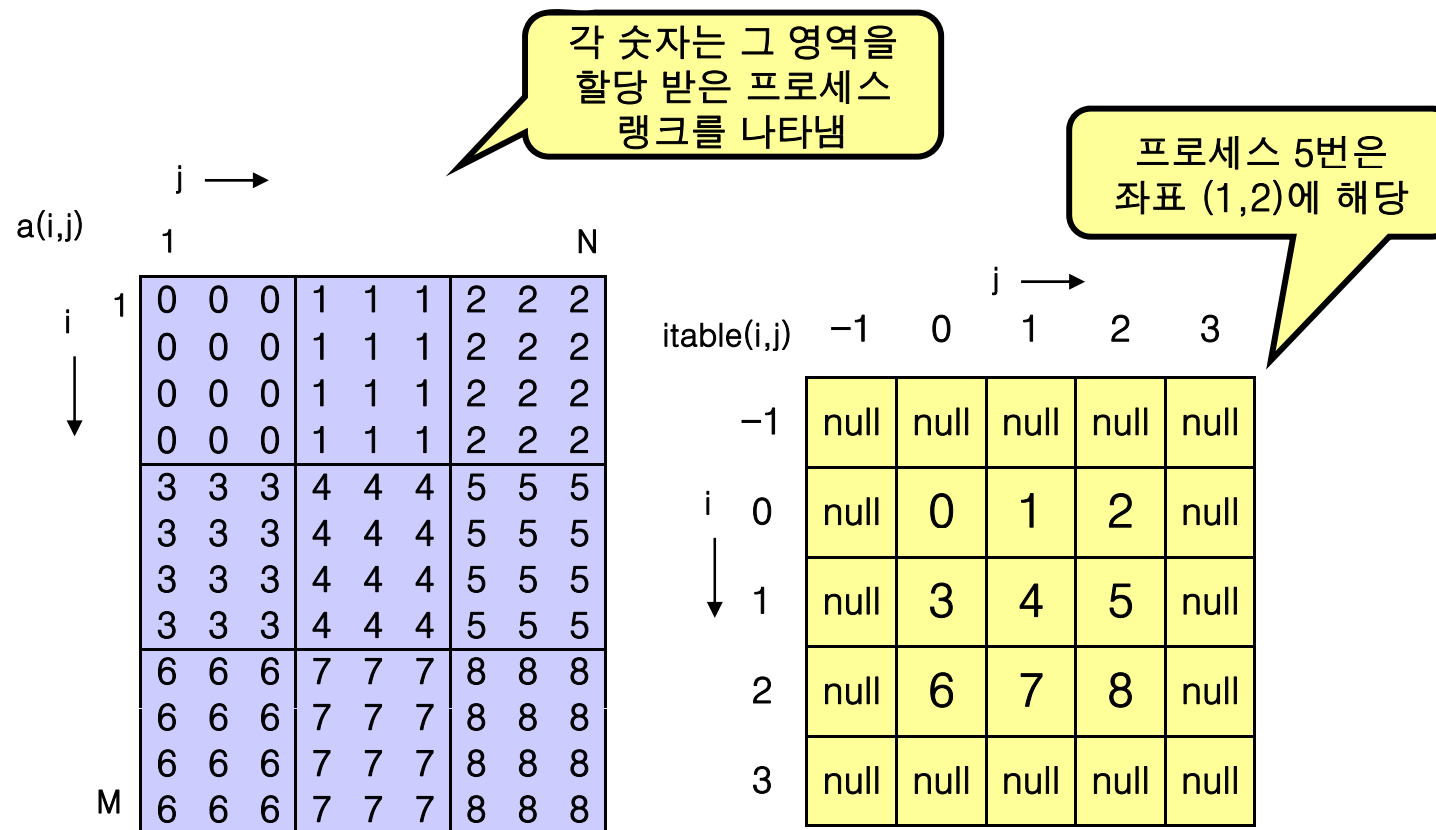 각 숫자는 그 영역을
할당 받은 프로세스
랭크를 나타냄
프로세스 5번은
좌표 (1,2)에 해당
j
a(i,j)
1 N
i
1 0 0 0 1 1 1 2 2 2
0 0 0 1 1 1 2 2 2
0 0 0 1 1 1 2 2 2
0 0 0 1 1 1 2 2 2
3 3 3 4 4 4 5 5 5
3 3 3 4 4 4 5 5 5
3 3 3 4 4 4 5 5 5
3 3 3 4 4 4 5 5 5
6 6 6 7 7 7 8 8 8
6 6 6 7 7 7 8 8 8
6 6 6 7 7 7 8 8 8
M 6 6 6 7 7 7 8 8 8
j
itable(i,j) −1 0 1 2 3
i
−1 null null null null null
0 null 0 1 2 null
1 null 3 4 5 null
2 null 6 7 8 null
3 null null null null null